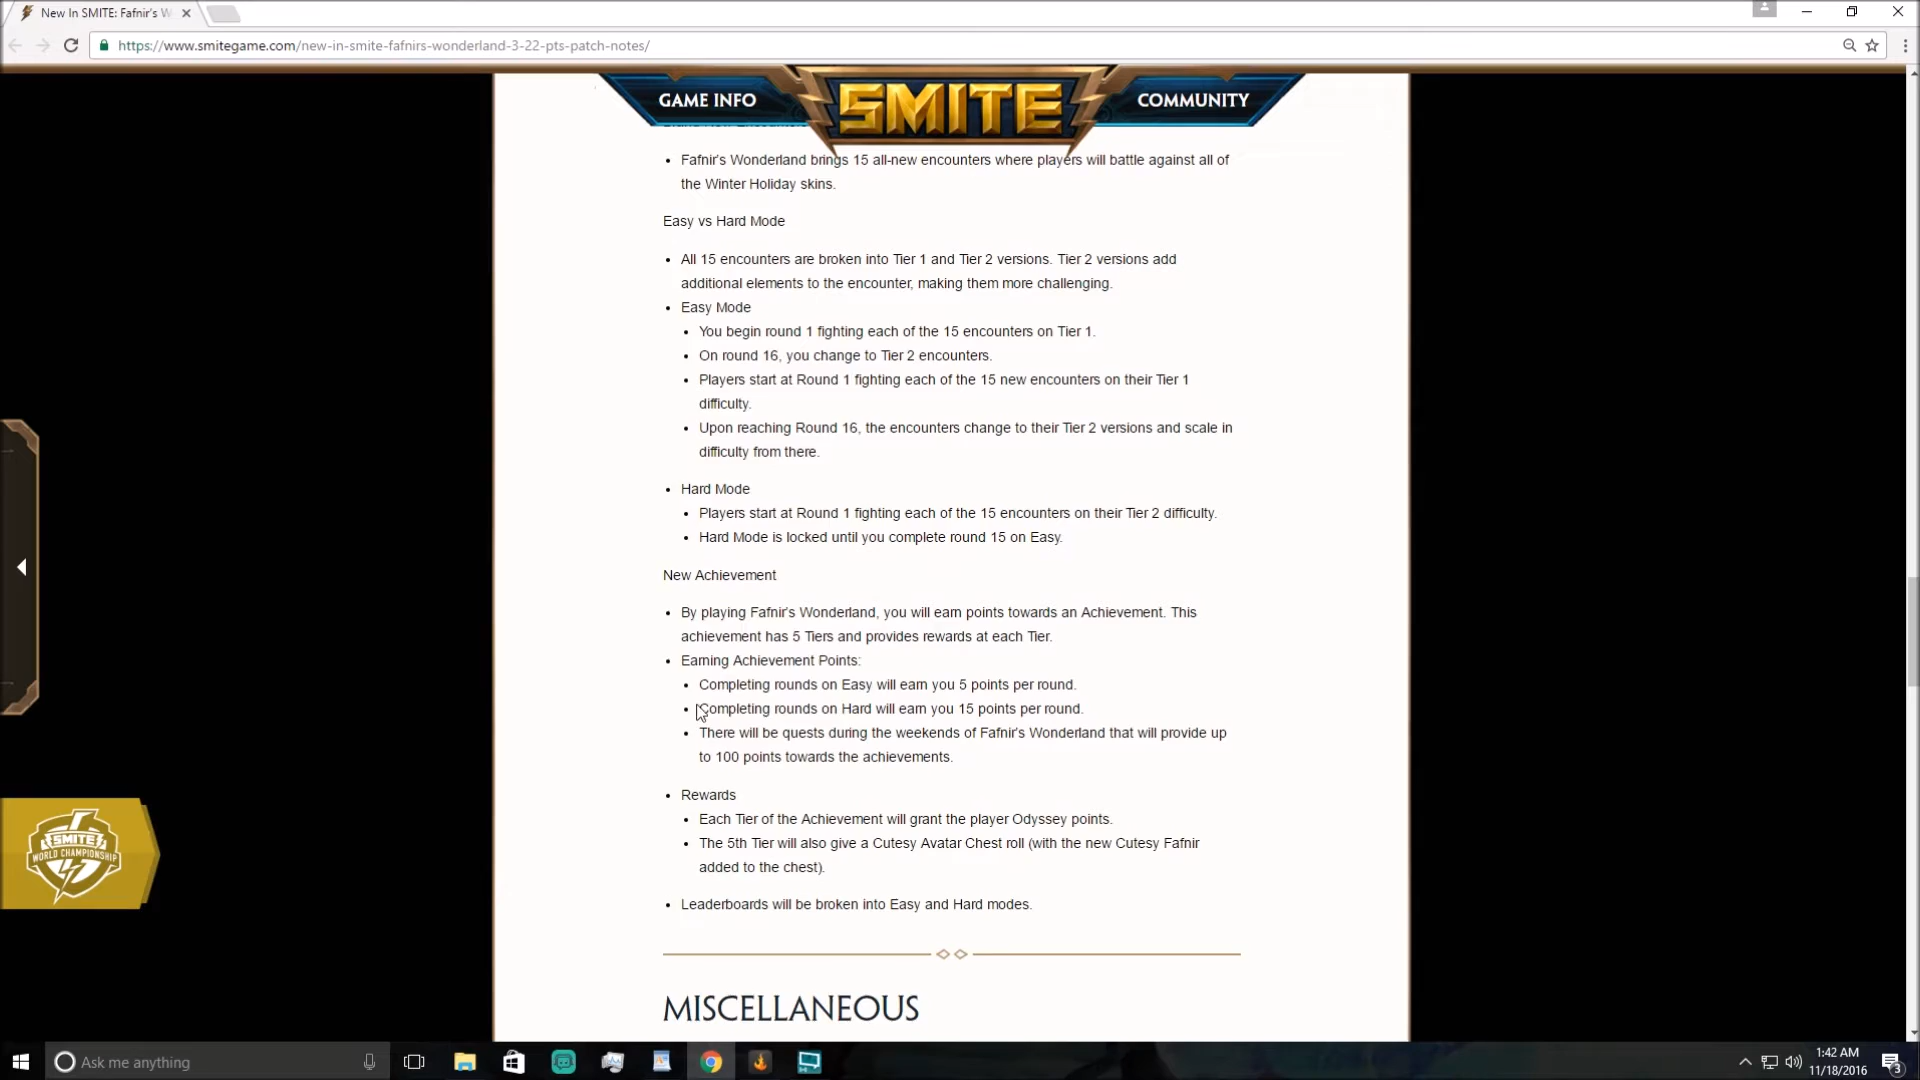 New In SMITE: Fafnir's W
https://www.smitegame.com/new-in-smite-fafnirs-wonderland-3-22-pts-patch-notes/
GAME INFO
SMITE
COMMUNITY
• Fafnir's Wonderland brings 15 all-new encounters where players will battle against all of
the Winter Holiday skins.
Easy vs Hard Mode
• All 15 encounters are broken into Tier 1 and Tier 2 versions. Tier 2 versions add
additional elements to the encounter, making them more challenging.
• Easy Mode
• You begin round 1 fighting each of the 15 encounters on Tier 1.
• On round 16, you change to Tier 2 encounters.
• Players start at Round 1 fighting each of the 15 new encounters on their Tier 1
difficulty.
• Upon reaching Round 16, the encounters change to their Tier 2 versions and scale in
difficulty from there.
• Hard Mode
• Players start at Round 1 fighting each of the 15 encounters on their Tier 2 difficulty.
• Hard Mode is locked until you complete round 15 on Easy.
New Achievement
• By playing Fafnir's Wonderland, you will earn points towards an Achievement. This
achievement has 5 Tiers and provides rewards at each Tier.
• Earning Achievement Points:
• Completing rounds on Easy will earn you 5 points per round.
• Completing rounds on Hard will earn you 15 points per round.
• There will be quests during the weekends of Fafnir's Wonderland that will provide up
to 100 points towards the achievements.
• Rewards
• Each Tier of the Achievement will grant the player Odyssey points.
• The 5th Tier will also give a Cutesy Avatar Chest roll (with the new Cutesy Fafnir
added to the chest).
• Leaderboards will be broken into Easy and Hard modes.
MISCELLANEOUS
SMITE
WORLD CHAMPIONSHIP
Ask me anything
1:42 AM
11/18/2016
3